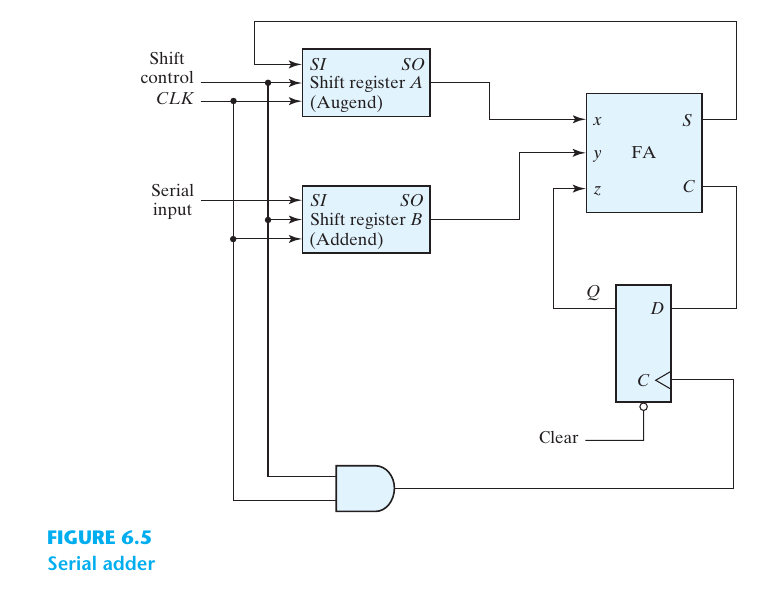 Shift
control
CLK
SI SO
Shift register A
(Augend)
x S
y FA
z C
Serial
input
SI SO
Shift register B
(Addend)
Q
D
C
Clear
FIGURE 6.5
Serial adder